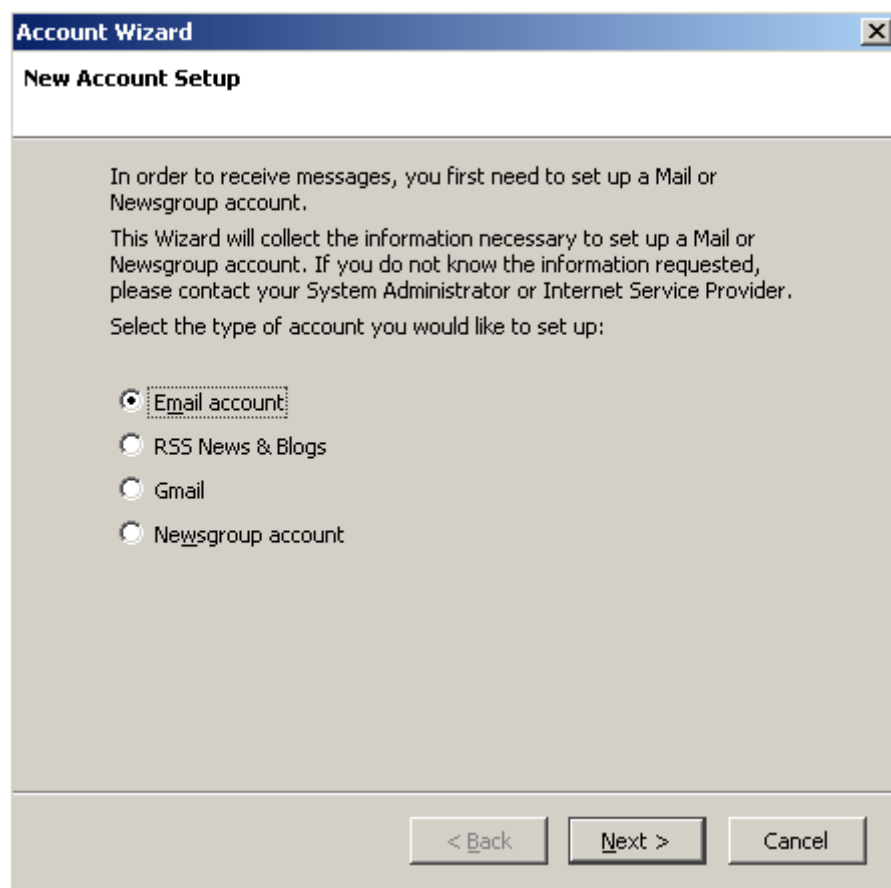 Account Wizard
New Account Setup
In order to receive messages, you first need to set up a Mail or
Newsgroup account.
This Wizard will collect the information necessary to set up a Mail or
Newsgroup account. If you do not know the information requested,
please contact your System Administrator or Internet Service Provider.
Select the type of account you would like to set up:
Email account
RSS News & Blogs
Gmail
Newsgroup account
< Back Next > Cancel